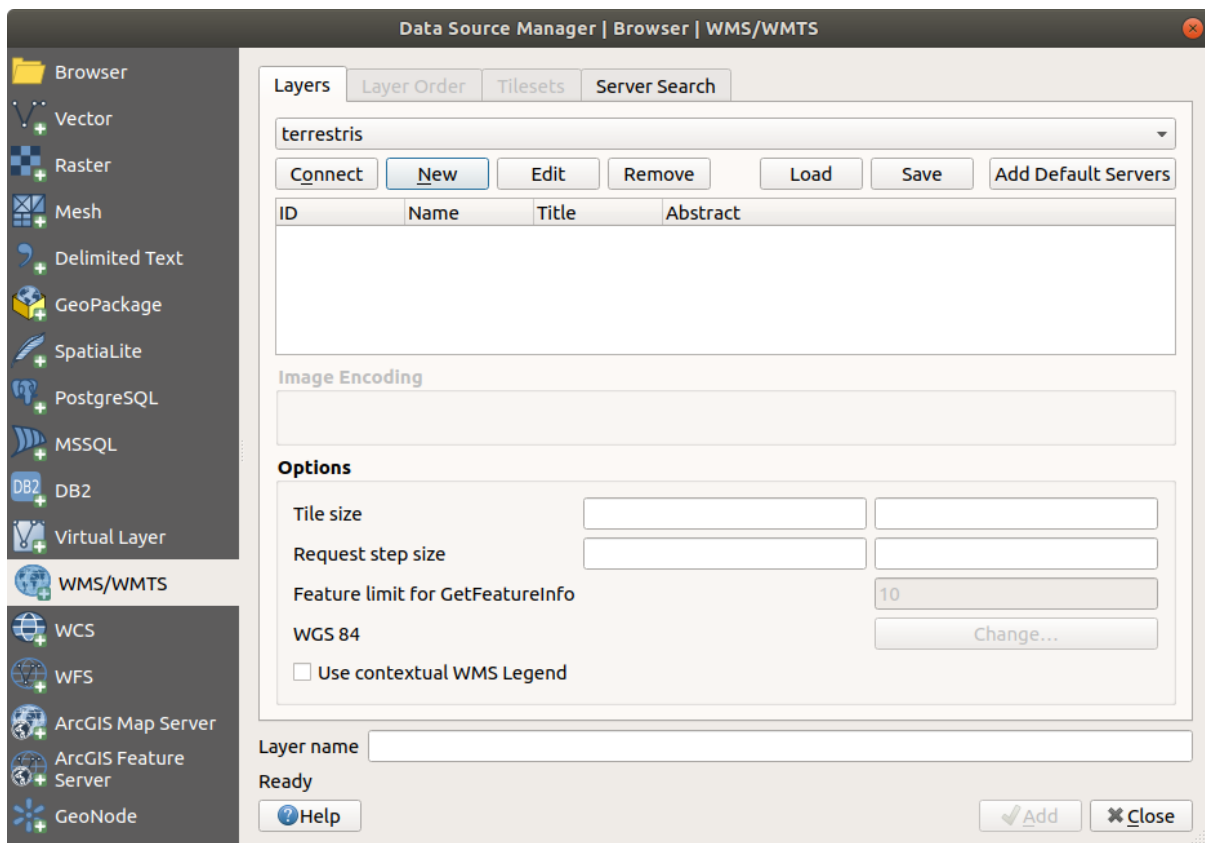 Data Source Manager | Browser | WMS/WMTS
Browser
Vector
Raster
Mesh
Delimited Text
GeoPackage
SpatiaLite
PostgreSQL
MSSQL
DB2
DB2
Virtual Layer
WMS/WMTS
WCS
WFS
ArcGIS Map Server
ArcGIS Feature
Server
GeoNode
Layers Layer Order Tilesets Server Search
terrestris
Connect New Edit Remove Load Save Add Default Servers
ID Name Title Abstract
Image Encoding
Options
Tile size
Request step size
Feature limit for GetFeatureInfo 10
WGS 84 Change...
Use contextual WMS Legend
Layer name
Ready
?Help Add Close